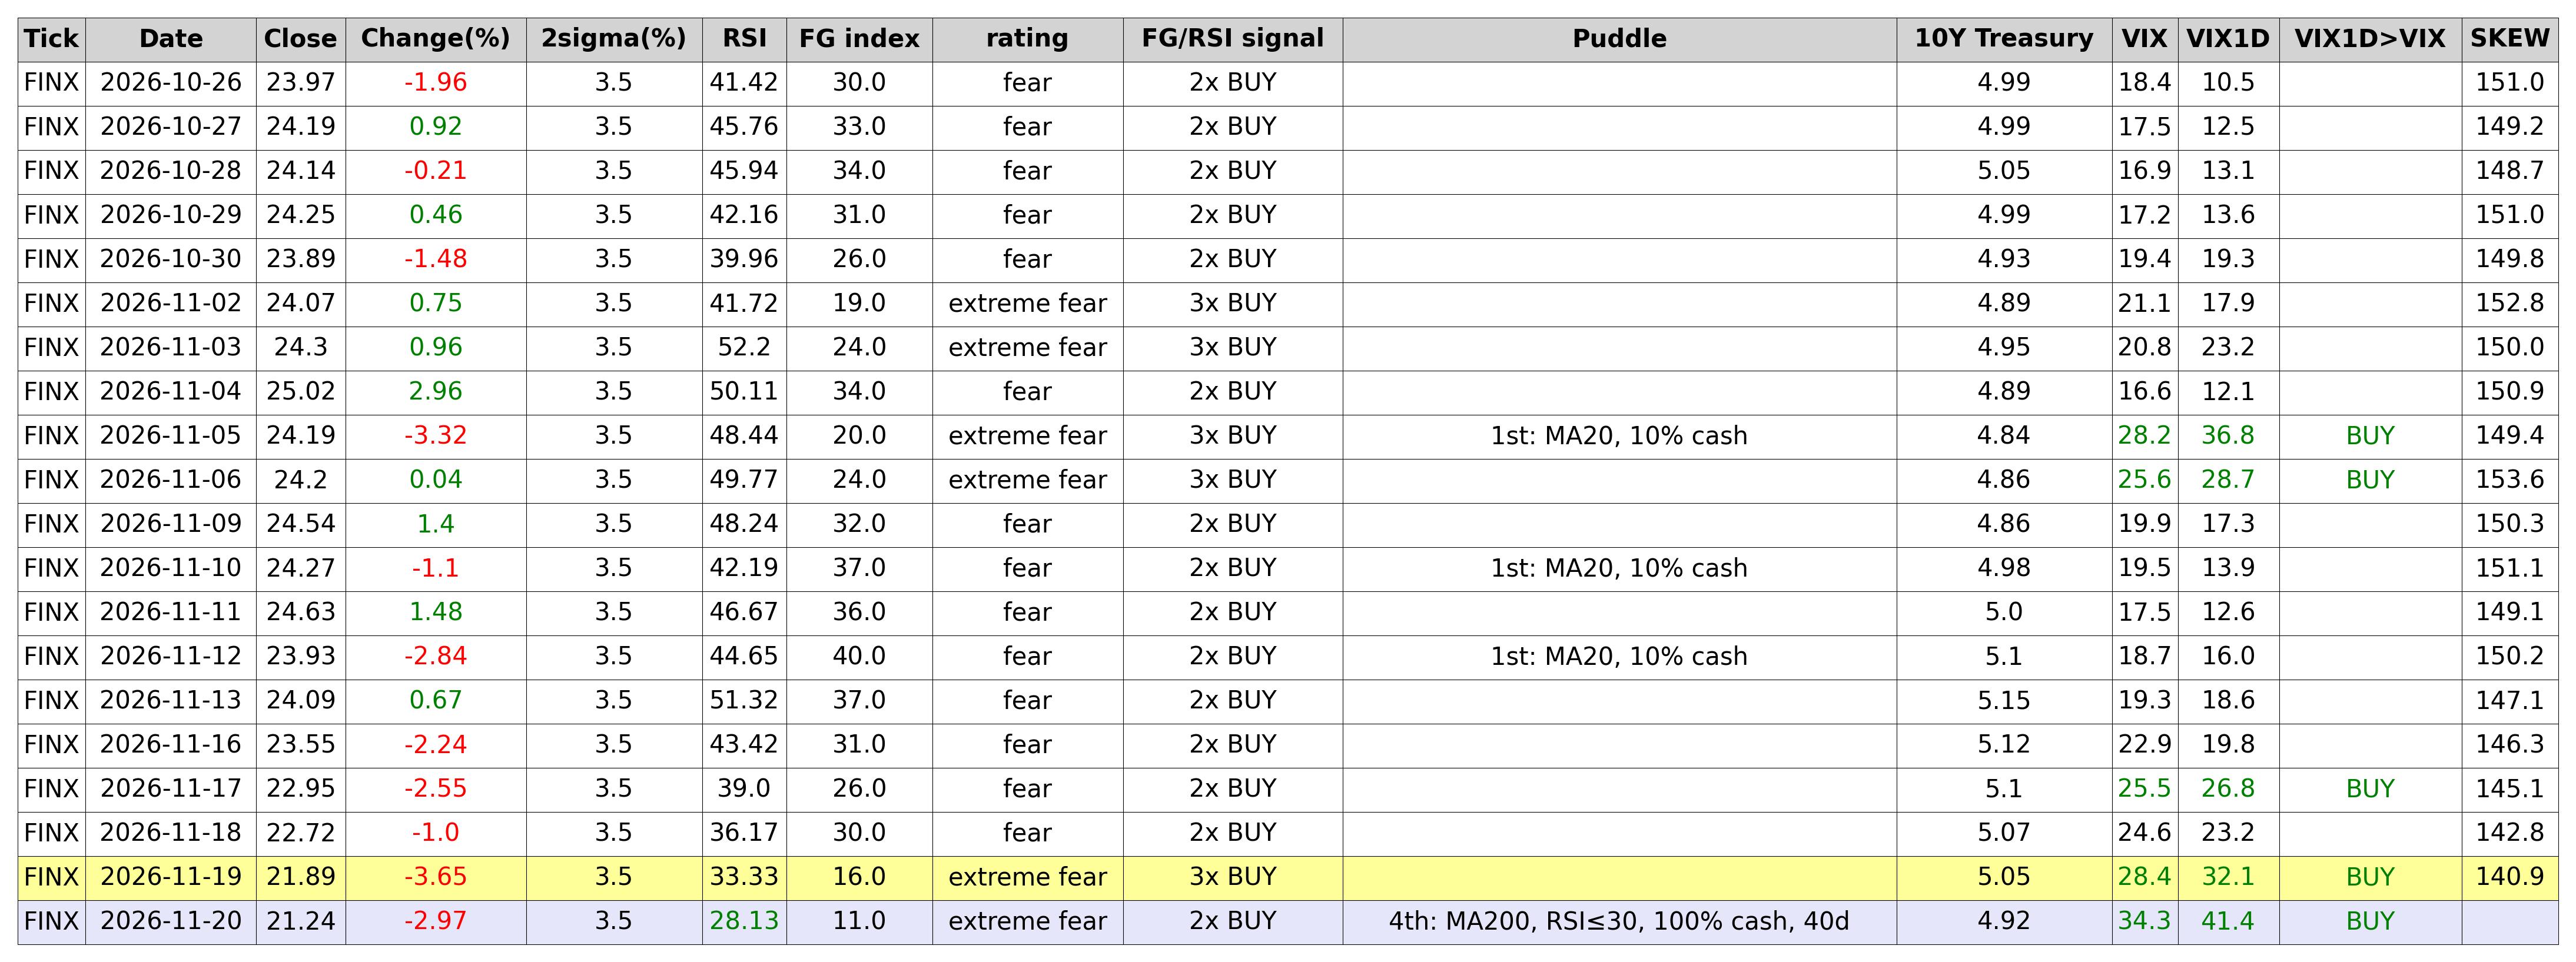 Tick Date Close Change(%) 2sigma(%) RSI FG index rating FG/RSI signal Puddle 10Y Treasury VIX VIX1D VIX1D>VIX SKEW
FINX 2026-10-26 23.97 -1.96 3.5 41.42 30.0 fear 2x BUY 4.99 18.4 10.5 151.0
FINX 2026-10-27 24.19 0.92 3.5 45.76 33.0 fear 2x BUY 4.99 17.5 12.5 149.2
FINX 2026-10-28 24.14 -0.21 3.5 45.94 34.0 fear 2x BUY 5.05 16.9 13.1 148.7
FINX 2026-10-29 24.25 0.46 3.5 42.16 31.0 fear 2x BUY 4.99 17.2 13.6 151.0
FINX 2026-10-30 23.89 -1.48 3.5 39.96 26.0 fear 2x BUY 4.93 19.4 19.3 149.8
FINX 2026-11-02 24.07 0.75 3.5 41.72 19.0 extreme fear 3x BUY 4.89 21.1 17.9 152.8
FINX 2026-11-03 24.3 0.96 3.5 52.2 24.0 extreme fear 3x BUY 4.95 20.8 23.2 150.0
FINX 2026-11-04 25.02 2.96 3.5 50.11 34.0 fear 2x BUY 4.89 16.6 12.1 150.9
FINX 2026-11-05 24.19 -3.32 3.5 48.44 20.0 extreme fear 3x BUY 1st: MA20, 10% cash 4.84 28.2 36.8 BUY 149.4
FINX 2026-11-06 24.2 0.04 3.5 49.77 24.0 extreme fear 3x BUY 4.86 25.6 28.7 BUY 153.6
FINX 2026-11-09 24.54 1.4 3.5 48.24 32.0 fear 2x BUY 4.86 19.9 17.3 150.3
FINX 2026-11-10 24.27 -1.1 3.5 42.19 37.0 fear 2x BUY 1st: MA20, 10% cash 4.98 19.5 13.9 151.1
FINX 2026-11-11 24.63 1.48 3.5 46.67 36.0 fear 2x BUY 5.0 17.5 12.6 149.1
FINX 2026-11-12 23.93 -2.84 3.5 44.65 40.0 fear 2x BUY 1st: MA20, 10% cash 5.1 18.7 16.0 150.2
FINX 2026-11-13 24.09 0.67 3.5 51.32 37.0 fear 2x BUY 5.15 19.3 18.6 147.1
FINX 2026-11-16 23.55 -2.24 3.5 43.42 31.0 fear 2x BUY 5.12 22.9 19.8 146.3
FINX 2026-11-17 22.95 -2.55 3.5 39.0 26.0 fear 2x BUY 5.1 25.5 26.8 BUY 145.1
FINX 2026-11-18 22.72 -1.0 3.5 36.17 30.0 fear 2x BUY 5.07 24.6 23.2 142.8
FINX 2026-11-19 21.89 -3.65 3.5 33.33 16.0 extreme fear 3x BUY 5.05 28.4 32.1 BUY 140.9
FINX 2026-11-20 21.24 -2.97 3.5 28.13 11.0 extreme fear 2x BUY 4th: MA200, RSI≤30, 100% cash, 40d 4.92 34.3 41.4 BUY